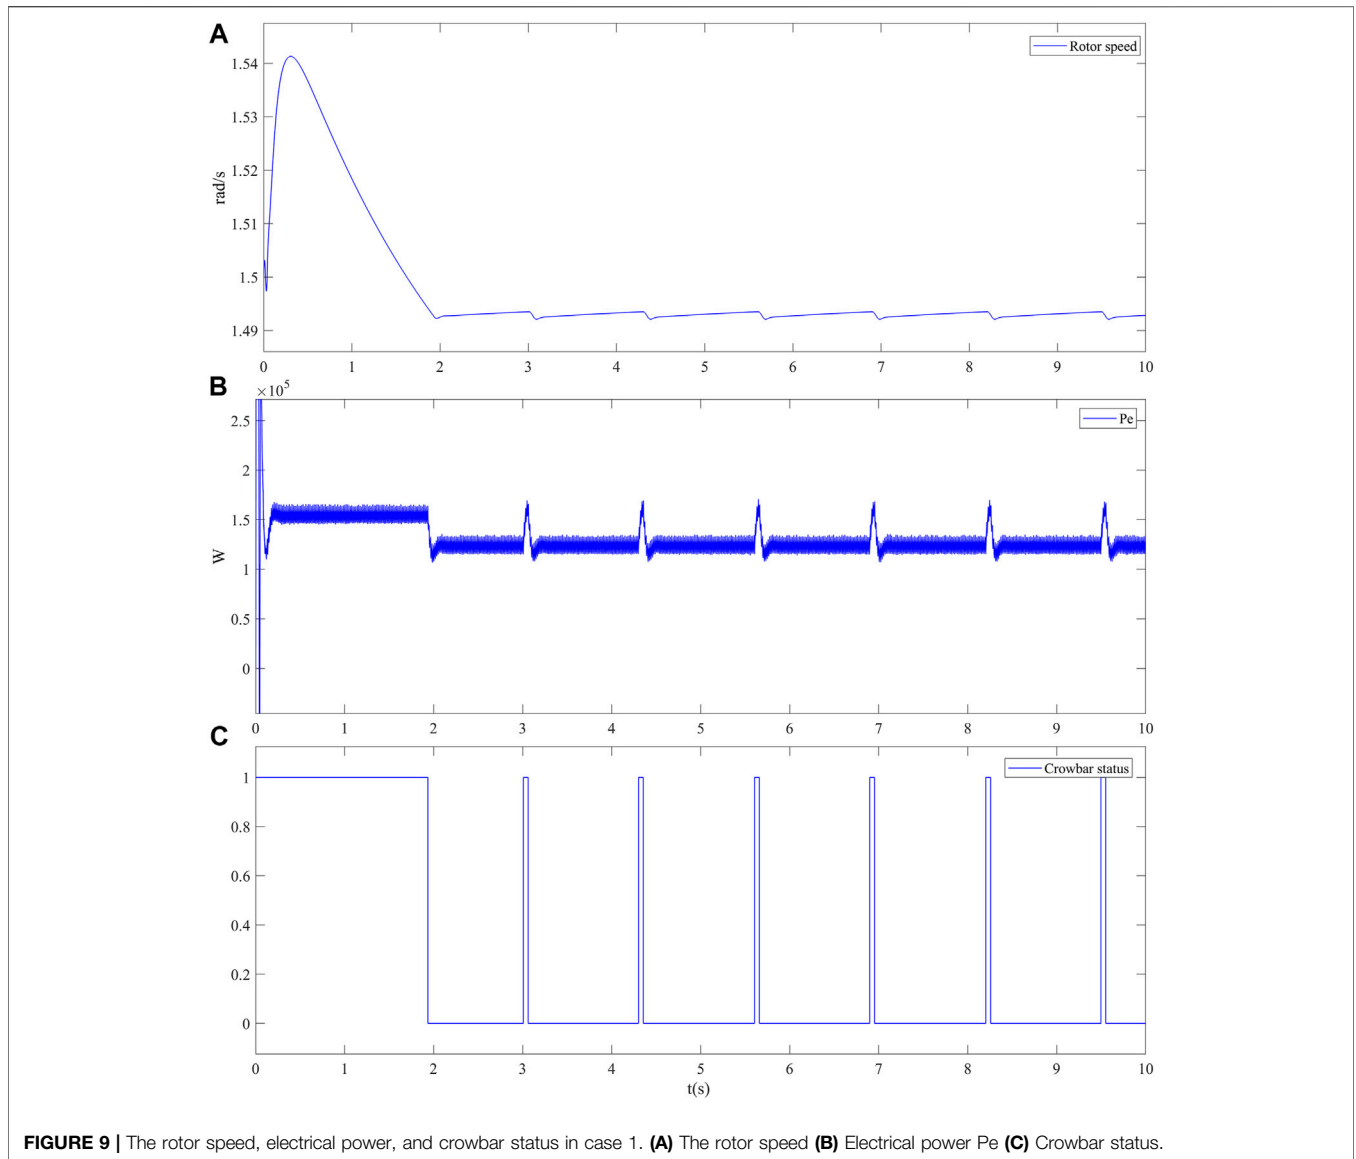 A
Rotor speed
1.54
1.53
1.52
1.51
1.5
1.49
rad/s
0 1 2 3 4 5 6 7 8 9 10
B
×10⁵
Pe
2.5
2
1.5
1
0.5
0
W
0 1 2 3 4 5 6 7 8 9 10
C
Crowbar status
1
0.8
0.6
0.4
0.2
0
0 1 2 3 4 5 6 7 8 9 10
t(s)
FIGURE 9 | The rotor speed, electrical power, and crowbar status in case 1. (A) The rotor speed (B) Electrical power Pe (C) Crowbar status.